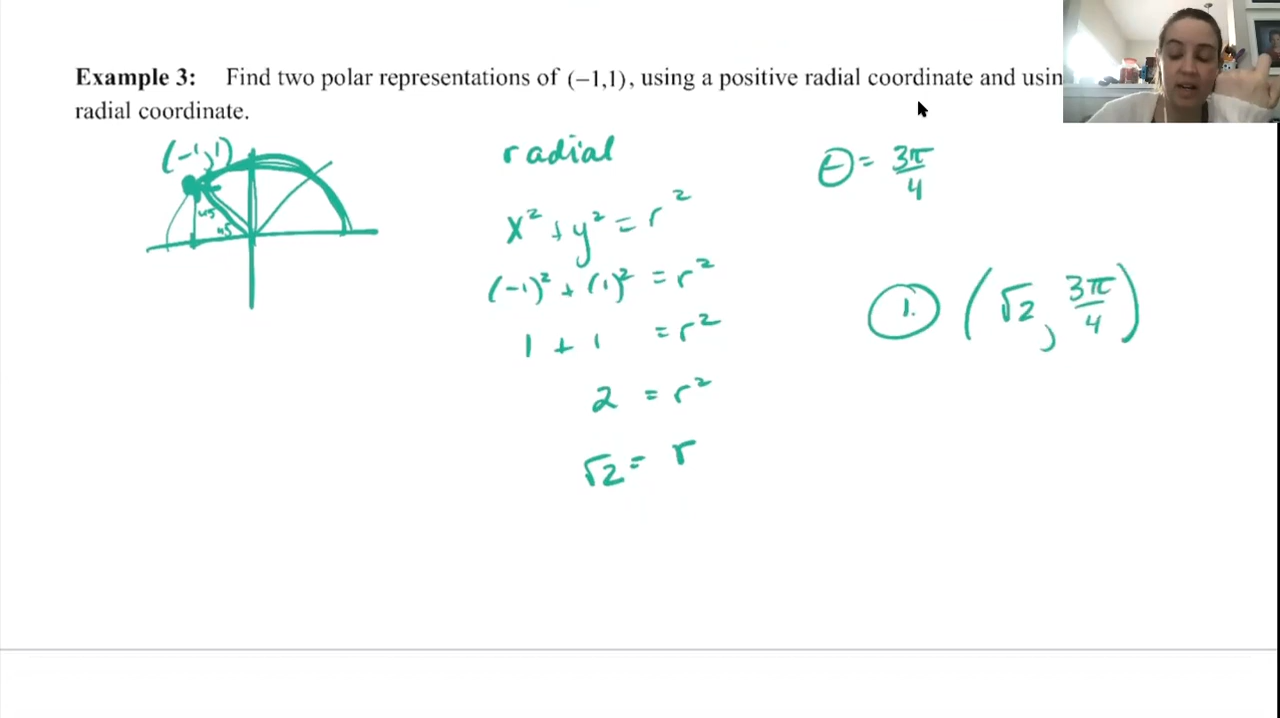 Example 3: Find two polar representations of (−1,1), using a positive radial coordinate and usin
radial coordinate.
(-1,1)
45
45
radial
x² + y² = r²
(-1)² + (1)² = r²
1 + 1 = r²
2 = r²
√2 = r
θ = 3π/4
1. (√2, 3π/4)